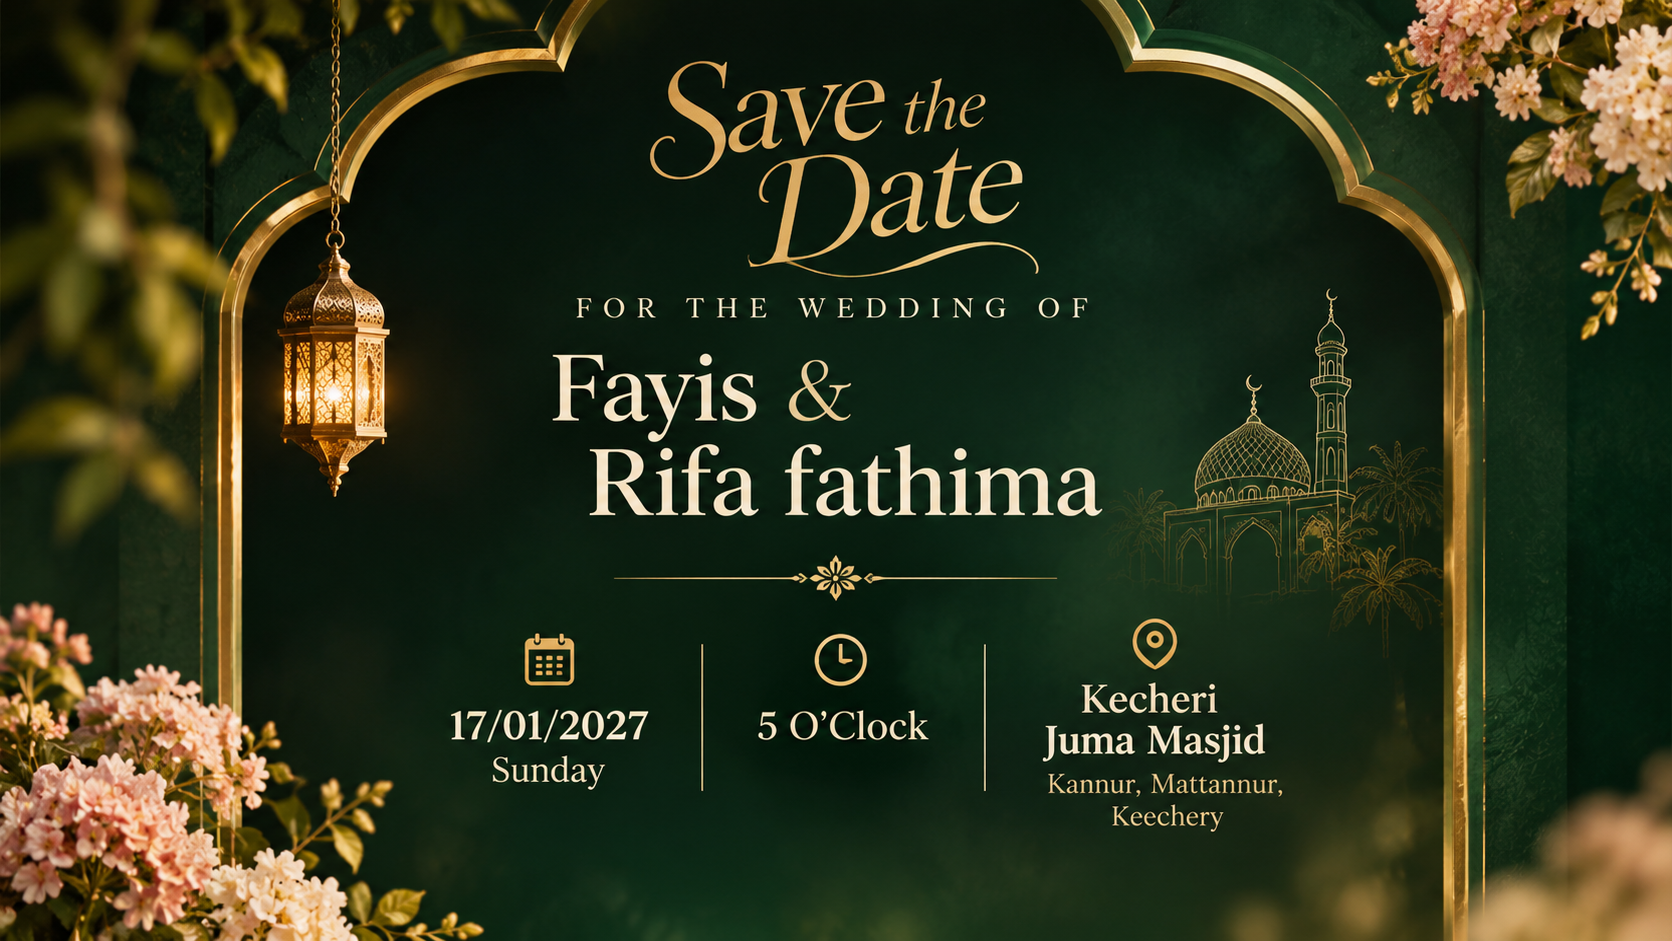 Save the
Date
FOR THE WEDDING OF
Fayis &
Rifa fathima
17/01/2027
Sunday
5 O’Clock
Kecheri
Juma Masjid
Kannur, Mattannur,
Keechery